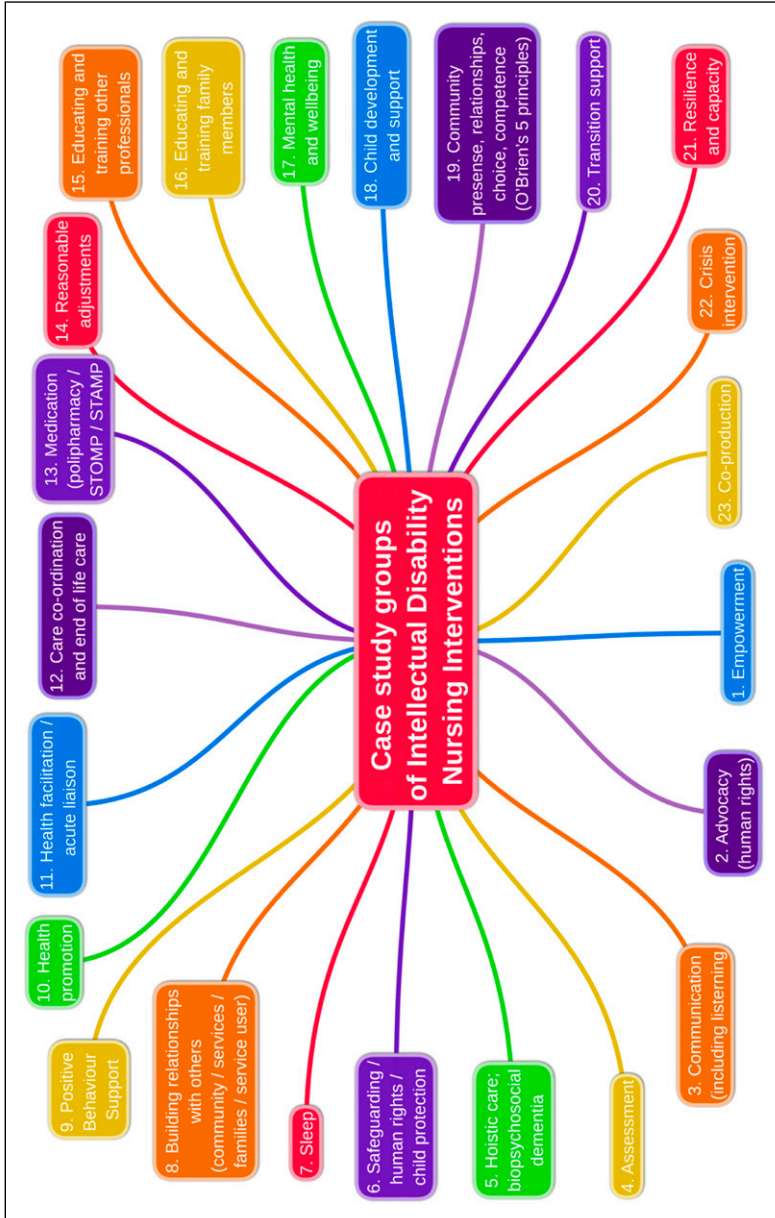 Case study groups
of Intellectual Disability
Nursing Interventions
1. Empowerment
2. Advocacy
(human rights)
3. Communication
(including listerning)
4. Assessment
5. Hoistic care;
biopsychosocial
dementia
6. Safeguarding /
human rights /
child protection
7. Sleep
8. Building relationships
with others
(community / services /
families / service user)
9. Positive
Behaviour
Support
10. Health
promotion
11. Health facilitation /
acute liaison
12. Care co-ordination
and end of life care
13. Medication
(polipharmacy /
STOMP / STAMP
14. Reasonable
adjustments
15. Educating and
training other
professionals
16. Educating and
training family
members
17. Mental health
and wellbeing
18. Child development
and support
19. Community
presense, relationships,
choice, competence
(O'Brien's 5 principles)
20. Transition support
21. Resilience
and capacity
22. Crisis
intervention
23. Co-production